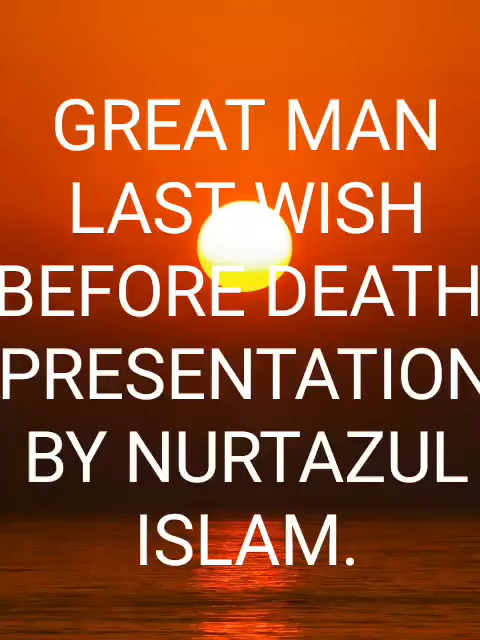 GREAT MAN
LAST WISH
BEFORE DEATH
PRESENTATION
BY NURTAZUL
ISLAM.